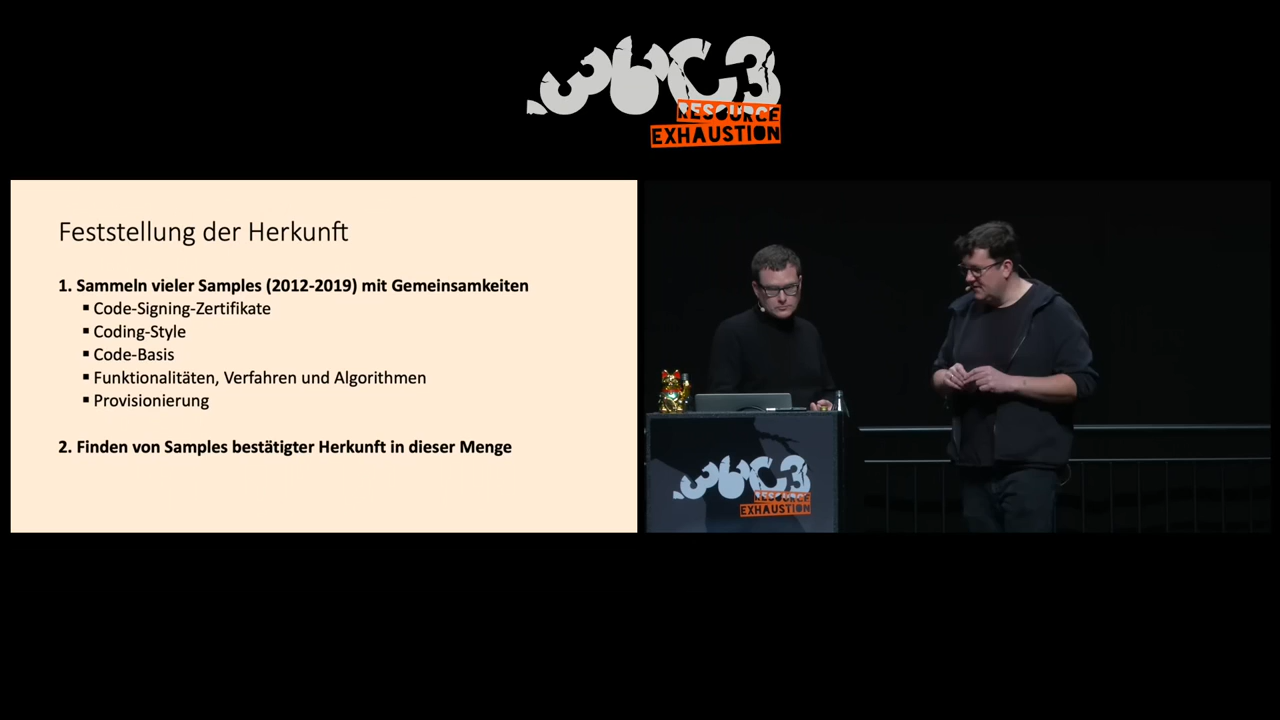 36C3
RESOURCE
EXHAUSTION
Feststellung der Herkunft
1. Sammeln vieler Samples (2012-2019) mit Gemeinsamkeiten
▪ Code-Signing-Zertifikate
▪ Coding-Style
▪ Code-Basis
▪ Funktionalitäten, Verfahren und Algorithmen
▪ Provisionierung
2. Finden von Samples bestätigter Herkunft in dieser Menge
36C3
RESOURCE
EXHAUSTION